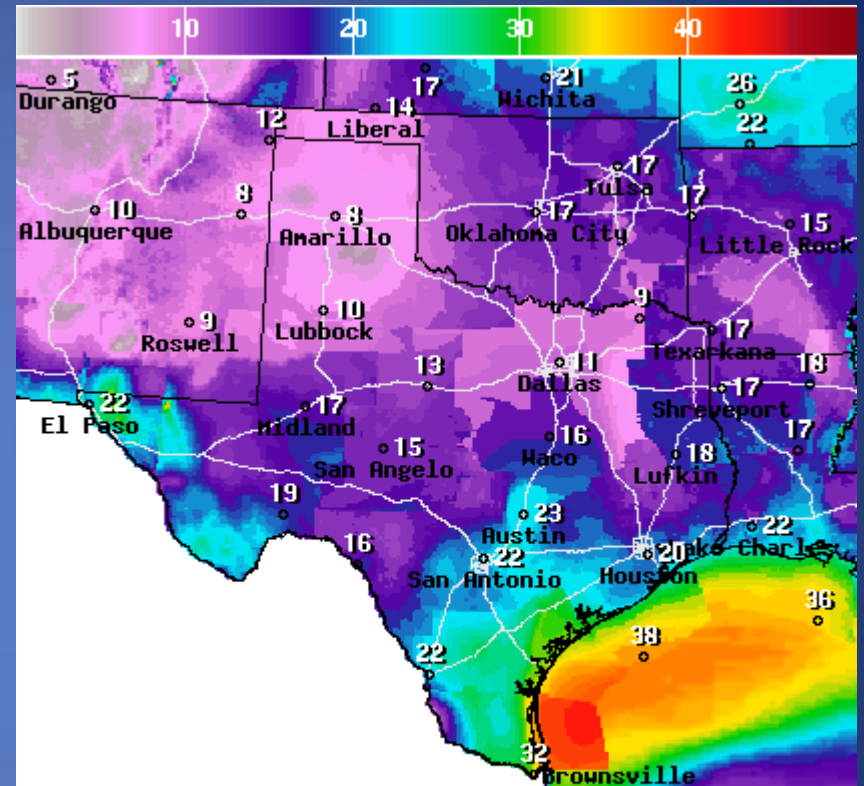 10 20 30 40
5 17 21 26
Durango Wichita
12 14 22
Liberal
17
Tulsa
10 8 8 17 17 15
Albuquerque Amarillo Oklahoma City Little Rock
9 10 9 17
Roswell Lubbock Texarkana
13 11 18
Dallas
22 17 17
El Paso Midland Shreveport
15 16 18 17
San Angelo Waco Lufkin
19 23 22
Austin Lake Charles
16 22 20
San Antonio Houston
36
22 38
32
Brownsville